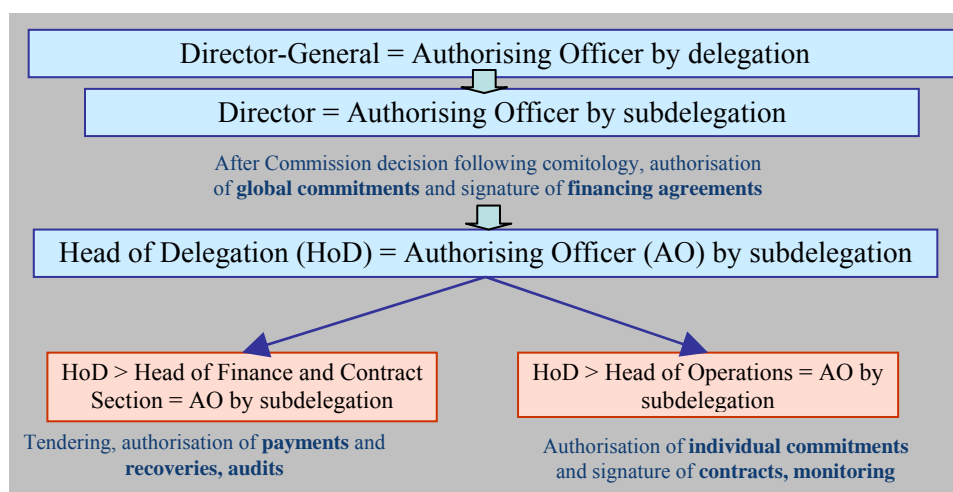 Director-General = Authorising Officer by delegation
Director = Authorising Officer by subdelegation
After Commission decision following comitology, authorisation
of global commitments and signature of financing agreements
Head of Delegation (HoD) = Authorising Officer (AO) by subdelegation
HoD > Head of Finance and Contract
Section = AO by subdelegation
Tendering, authorisation of payments and
recoveries, audits
HoD > Head of Operations = AO by
subdelegation
Authorisation of individual commitments
and signature of contracts, monitoring